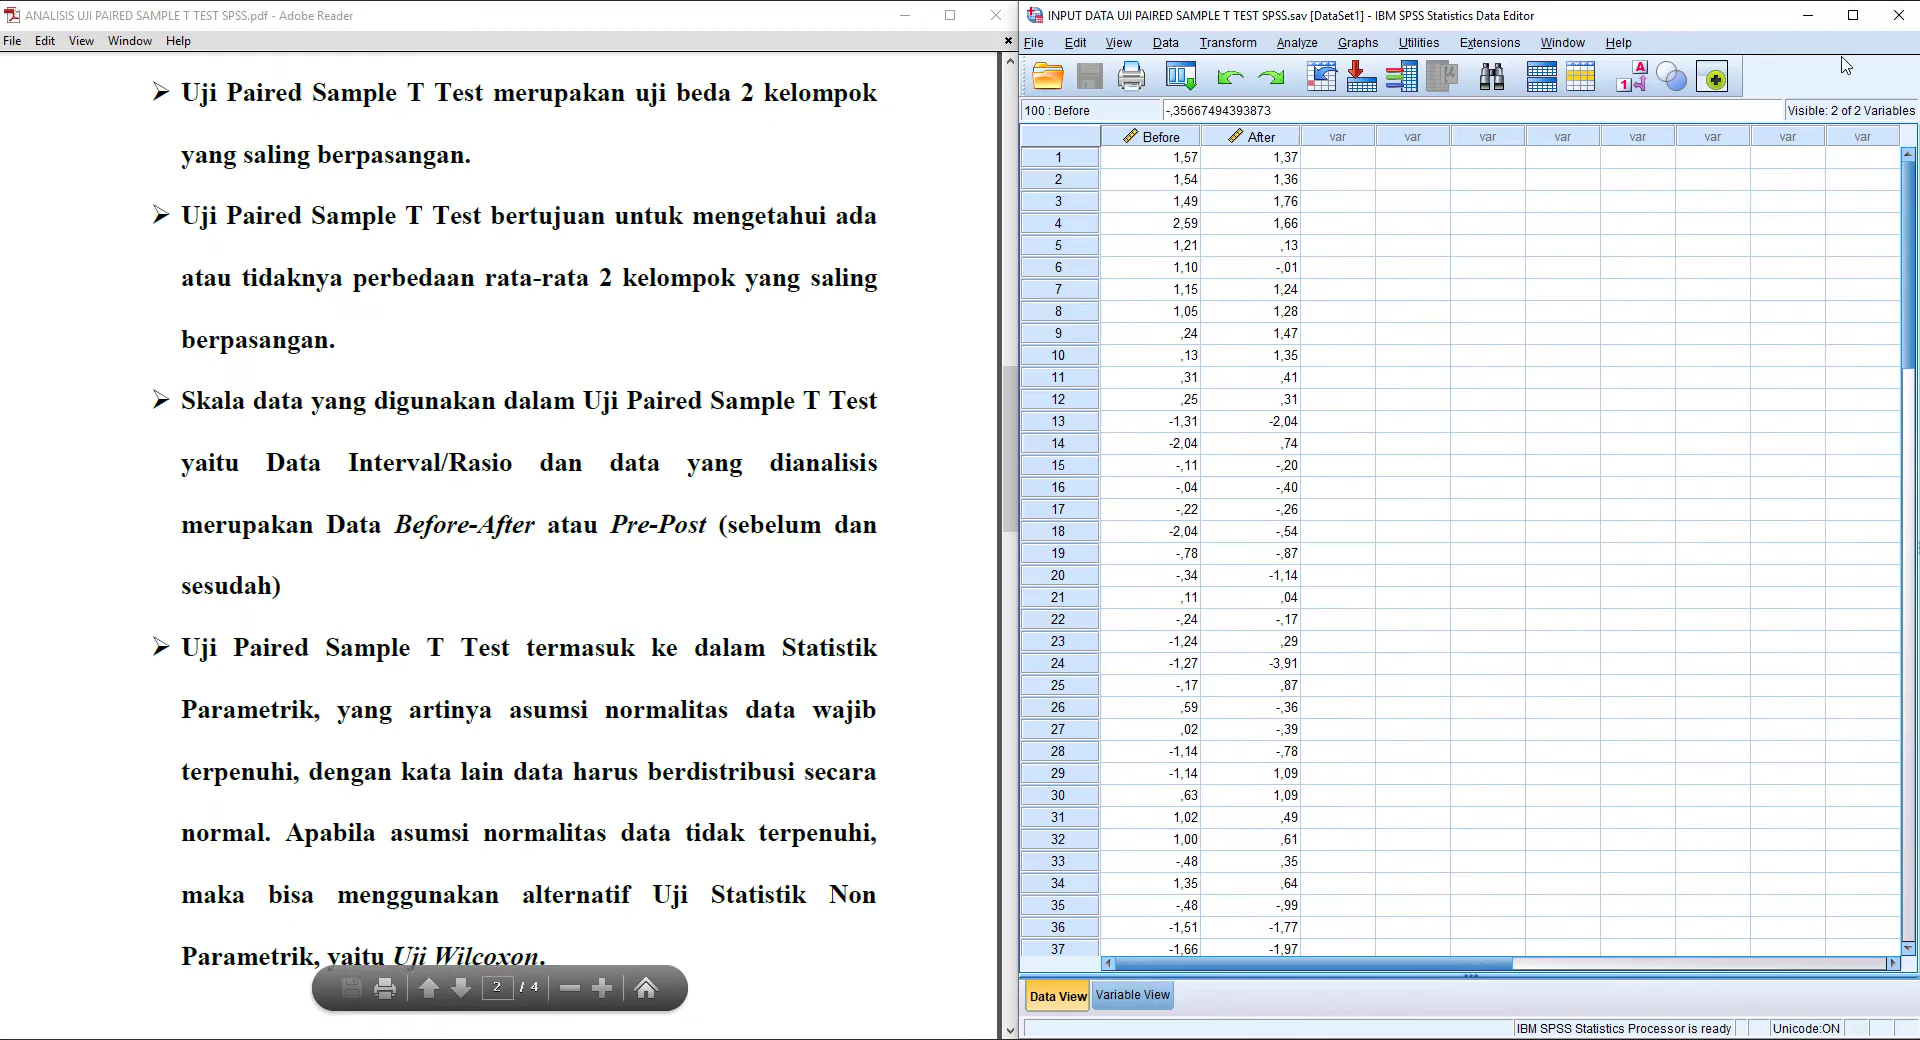 ANALISIS UJI PAIRED SAMPLE T TEST SPSS.pdf - Adobe Reader
File Edit View Window Help
➢ Uji Paired Sample T Test merupakan uji beda 2 kelompok
yang saling berpasangan.
➢ Uji Paired Sample T Test bertujuan untuk mengetahui ada
atau tidaknya perbedaan rata-rata 2 kelompok yang saling
berpasangan.
➢ Skala data yang digunakan dalam Uji Paired Sample T Test
yaitu Data Interval/Rasio dan data yang dianalisis
merupakan Data Before-After atau Pre-Post (sebelum dan
sesudah)
➢ Uji Paired Sample T Test termasuk ke dalam Statistik
Parametrik, yang artinya asumsi normalitas data wajib
terpenuhi, dengan kata lain data harus berdistribusi secara
normal. Apabila asumsi normalitas data tidak terpenuhi,
maka bisa menggunakan alternatif Uji Statistik Non
Parametrik, yaitu Uji Wilcoxon.
2 / 4
INPUT DATA UJI PAIRED SAMPLE T TEST SPSS.sav [DataSet1] - IBM SPSS Statistics Data Editor
File Edit View Data Transform Analyze Graphs Utilities Extensions Window Help
100 : Before -,35667494393873 Visible: 2 of 2 Variables
Before After var var var var var var var var
1 1,57 1,37
2 1,54 1,36
3 1,49 1,76
4 2,59 1,66
5 1,21 ,13
6 1,10 -,01
7 1,15 1,24
8 1,05 1,28
9 ,24 1,47
10 ,13 1,35
11 ,31 ,41
12 ,25 ,31
13 -1,31 -2,04
14 -2,04 ,74
15 -,11 -,20
16 -,04 -,40
17 -,22 -,26
18 -2,04 -,54
19 -,78 -,87
20 -,34 -1,14
21 ,11 ,04
22 -,24 -,17
23 -1,24 ,29
24 -1,27 -3,91
25 -,17 ,87
26 ,59 -,36
27 ,02 -,39
28 -1,14 -,78
29 -1,14 1,09
30 ,63 1,09
31 1,02 ,49
32 1,00 ,61
33 -,48 ,35
34 1,35 ,64
35 -,48 -,99
36 -1,51 -1,77
37 -1,66 -1,97
Data View Variable View
IBM SPSS Statistics Processor is ready Unicode:ON